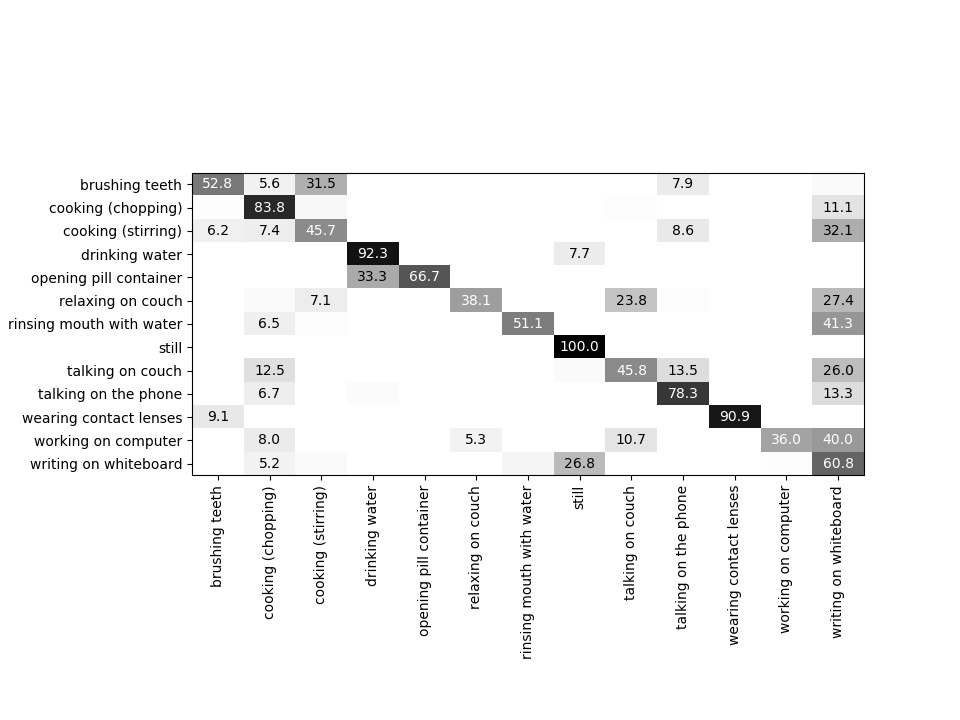 brushing teeth 52.8 5.6 31.5 7.9
cooking (chopping) 83.8 11.1
cooking (stirring) 6.2 7.4 45.7 8.6 32.1
drinking water 92.3 7.7
opening pill container 33.3 66.7
relaxing on couch 7.1 38.1 23.8 27.4
rinsing mouth with water 6.5 51.1 41.3
still 100.0
talking on couch 12.5 45.8 13.5 26.0
talking on the phone 6.7 78.3 13.3
wearing contact lenses 9.1 90.9
working on computer 8.0 5.3 10.7 36.0 40.0
writing on whiteboard 5.2 26.8 60.8
brushing teeth
cooking (chopping)
cooking (stirring)
drinking water
opening pill container
relaxing on couch
rinsing mouth with water
still
talking on couch
talking on the phone
wearing contact lenses
working on computer
writing on whiteboard